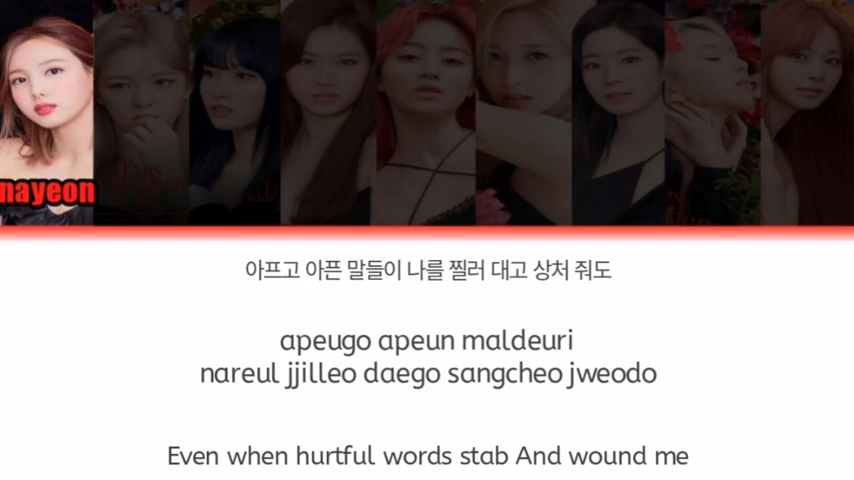 nayeon
아프고 아픈 말들이 나를 찔러 대고 상처 줘도
apeugo apeun maldeuri
nareul jjilleo daego sangcheo jweodo
Even when hurtful words stab And wound me